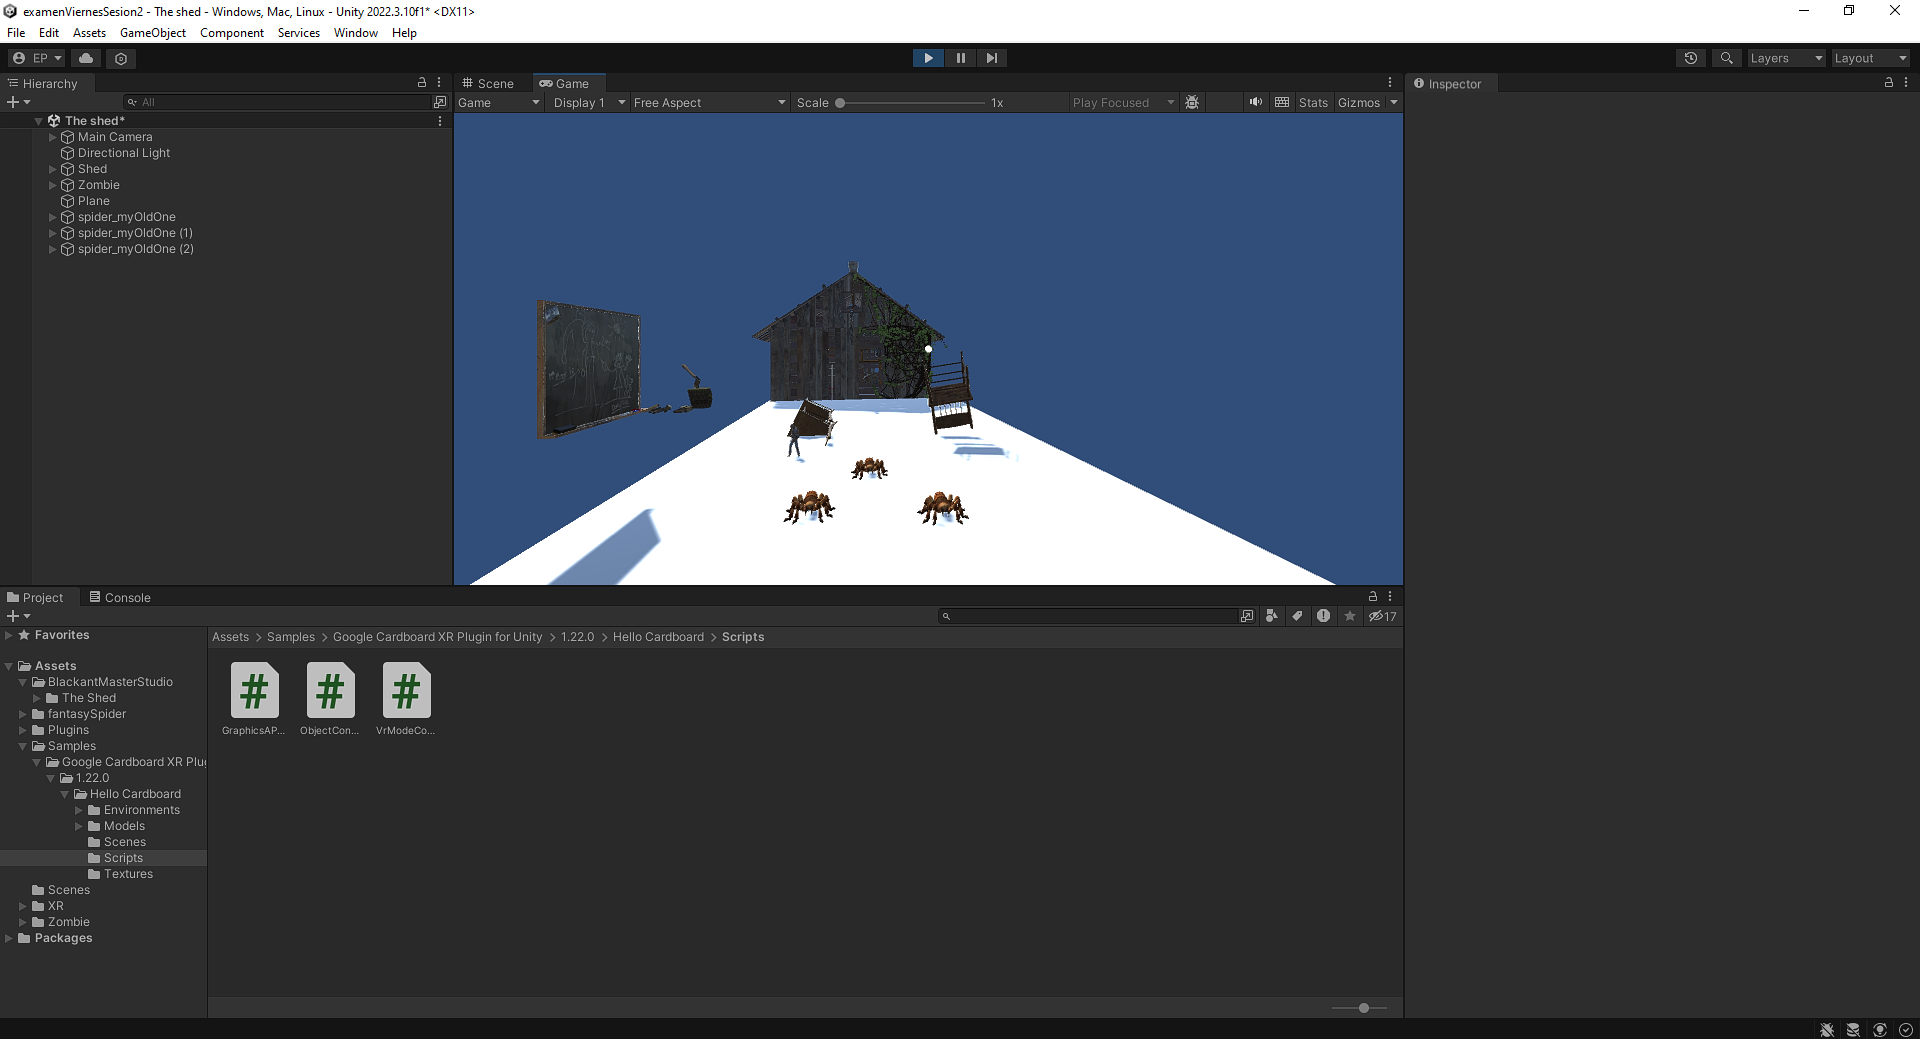 examenViernesSesion2 - The shed - Windows, Mac, Linux - Unity 2022.3.10f1* <DX11>
File Edit Assets GameObject Component Services Window Help
EP Layers Layout
Hierarchy
All
The shed*
Main Camera
Directional Light
Shed
Zombie
Plane
spider_myOldOne
spider_myOldOne (1)
spider_myOldOne (2)
Scene Game
Game Display 1 Free Aspect Scale 1x Play Focused Stats Gizmos
Inspector
Project Console
17
Favorites
Assets
BlackantMasterStudio
The Shed
fantasySpider
Plugins
Samples
Google Cardboard XR Plug
1.22.0
Hello Cardboard
Environments
Models
Scenes
Scripts
Textures
Scenes
XR
Zombie
Packages
Assets > Samples > Google Cardboard XR Plugin for Unity > 1.22.0 > Hello Cardboard > Scripts
GraphicsAP... ObjectCon... VrModeCo...